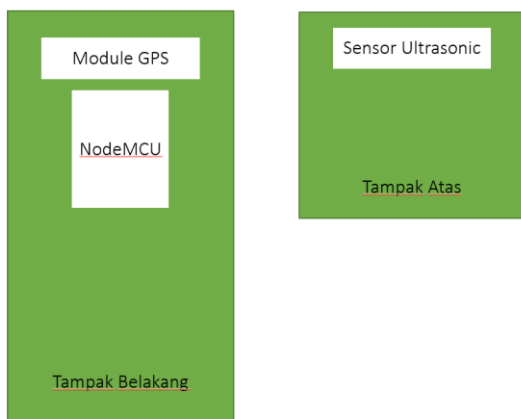 Module GPS
NodeMCU
Tampak Belakang
Sensor Ultrasonic
Tampak Atas